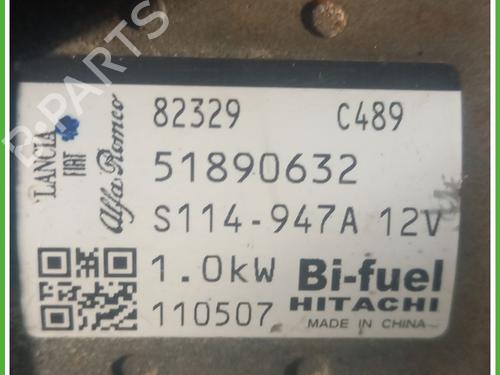 B-PARTS
LANCIA
FIAT
Alfa Romeo
82329 C489
51890632
S114-947A 12V
1.0kW Bi-fuel
HITACHI
110507 MADE IN CHINA